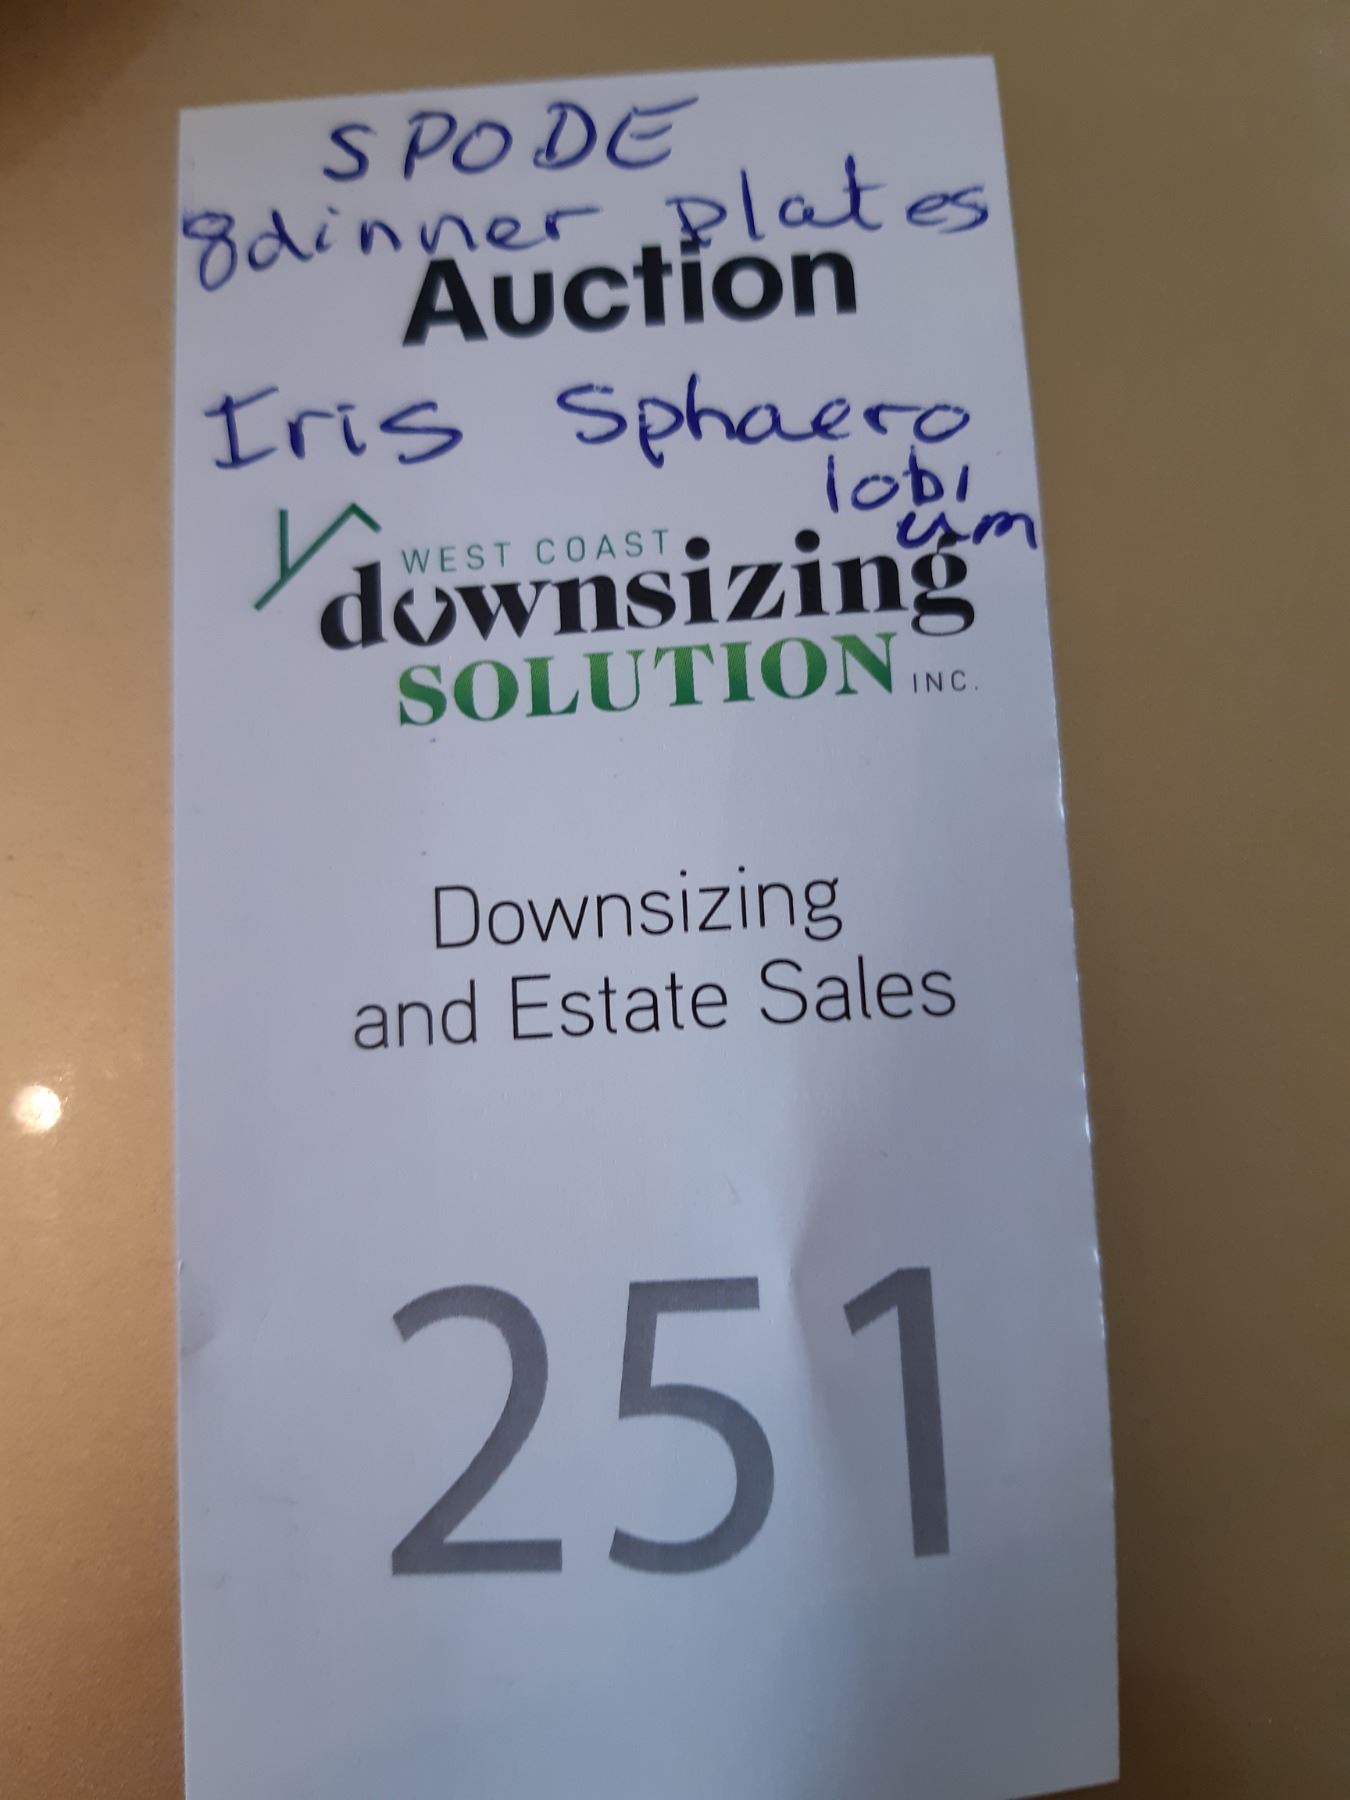 SPODE
8dinner plates
Auction
Iris Sphaero
lobi
um
WEST COAST
downsizing
SOLUTION INC.
Downsizing
and Estate Sales
251